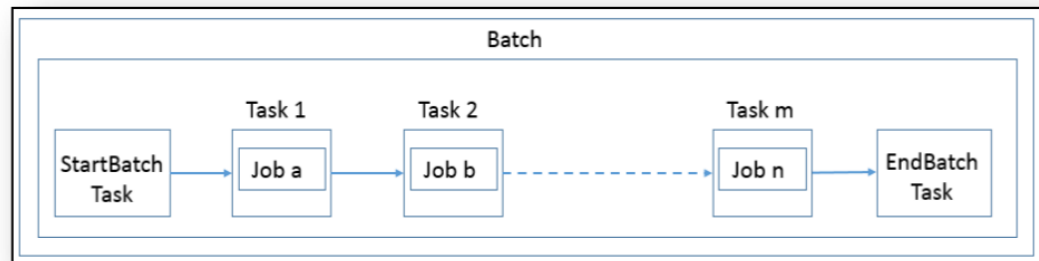 Batch
Task 1
Task 2
Task m
StartBatch
Task
Job a
Job b
Job n
EndBatch
Task